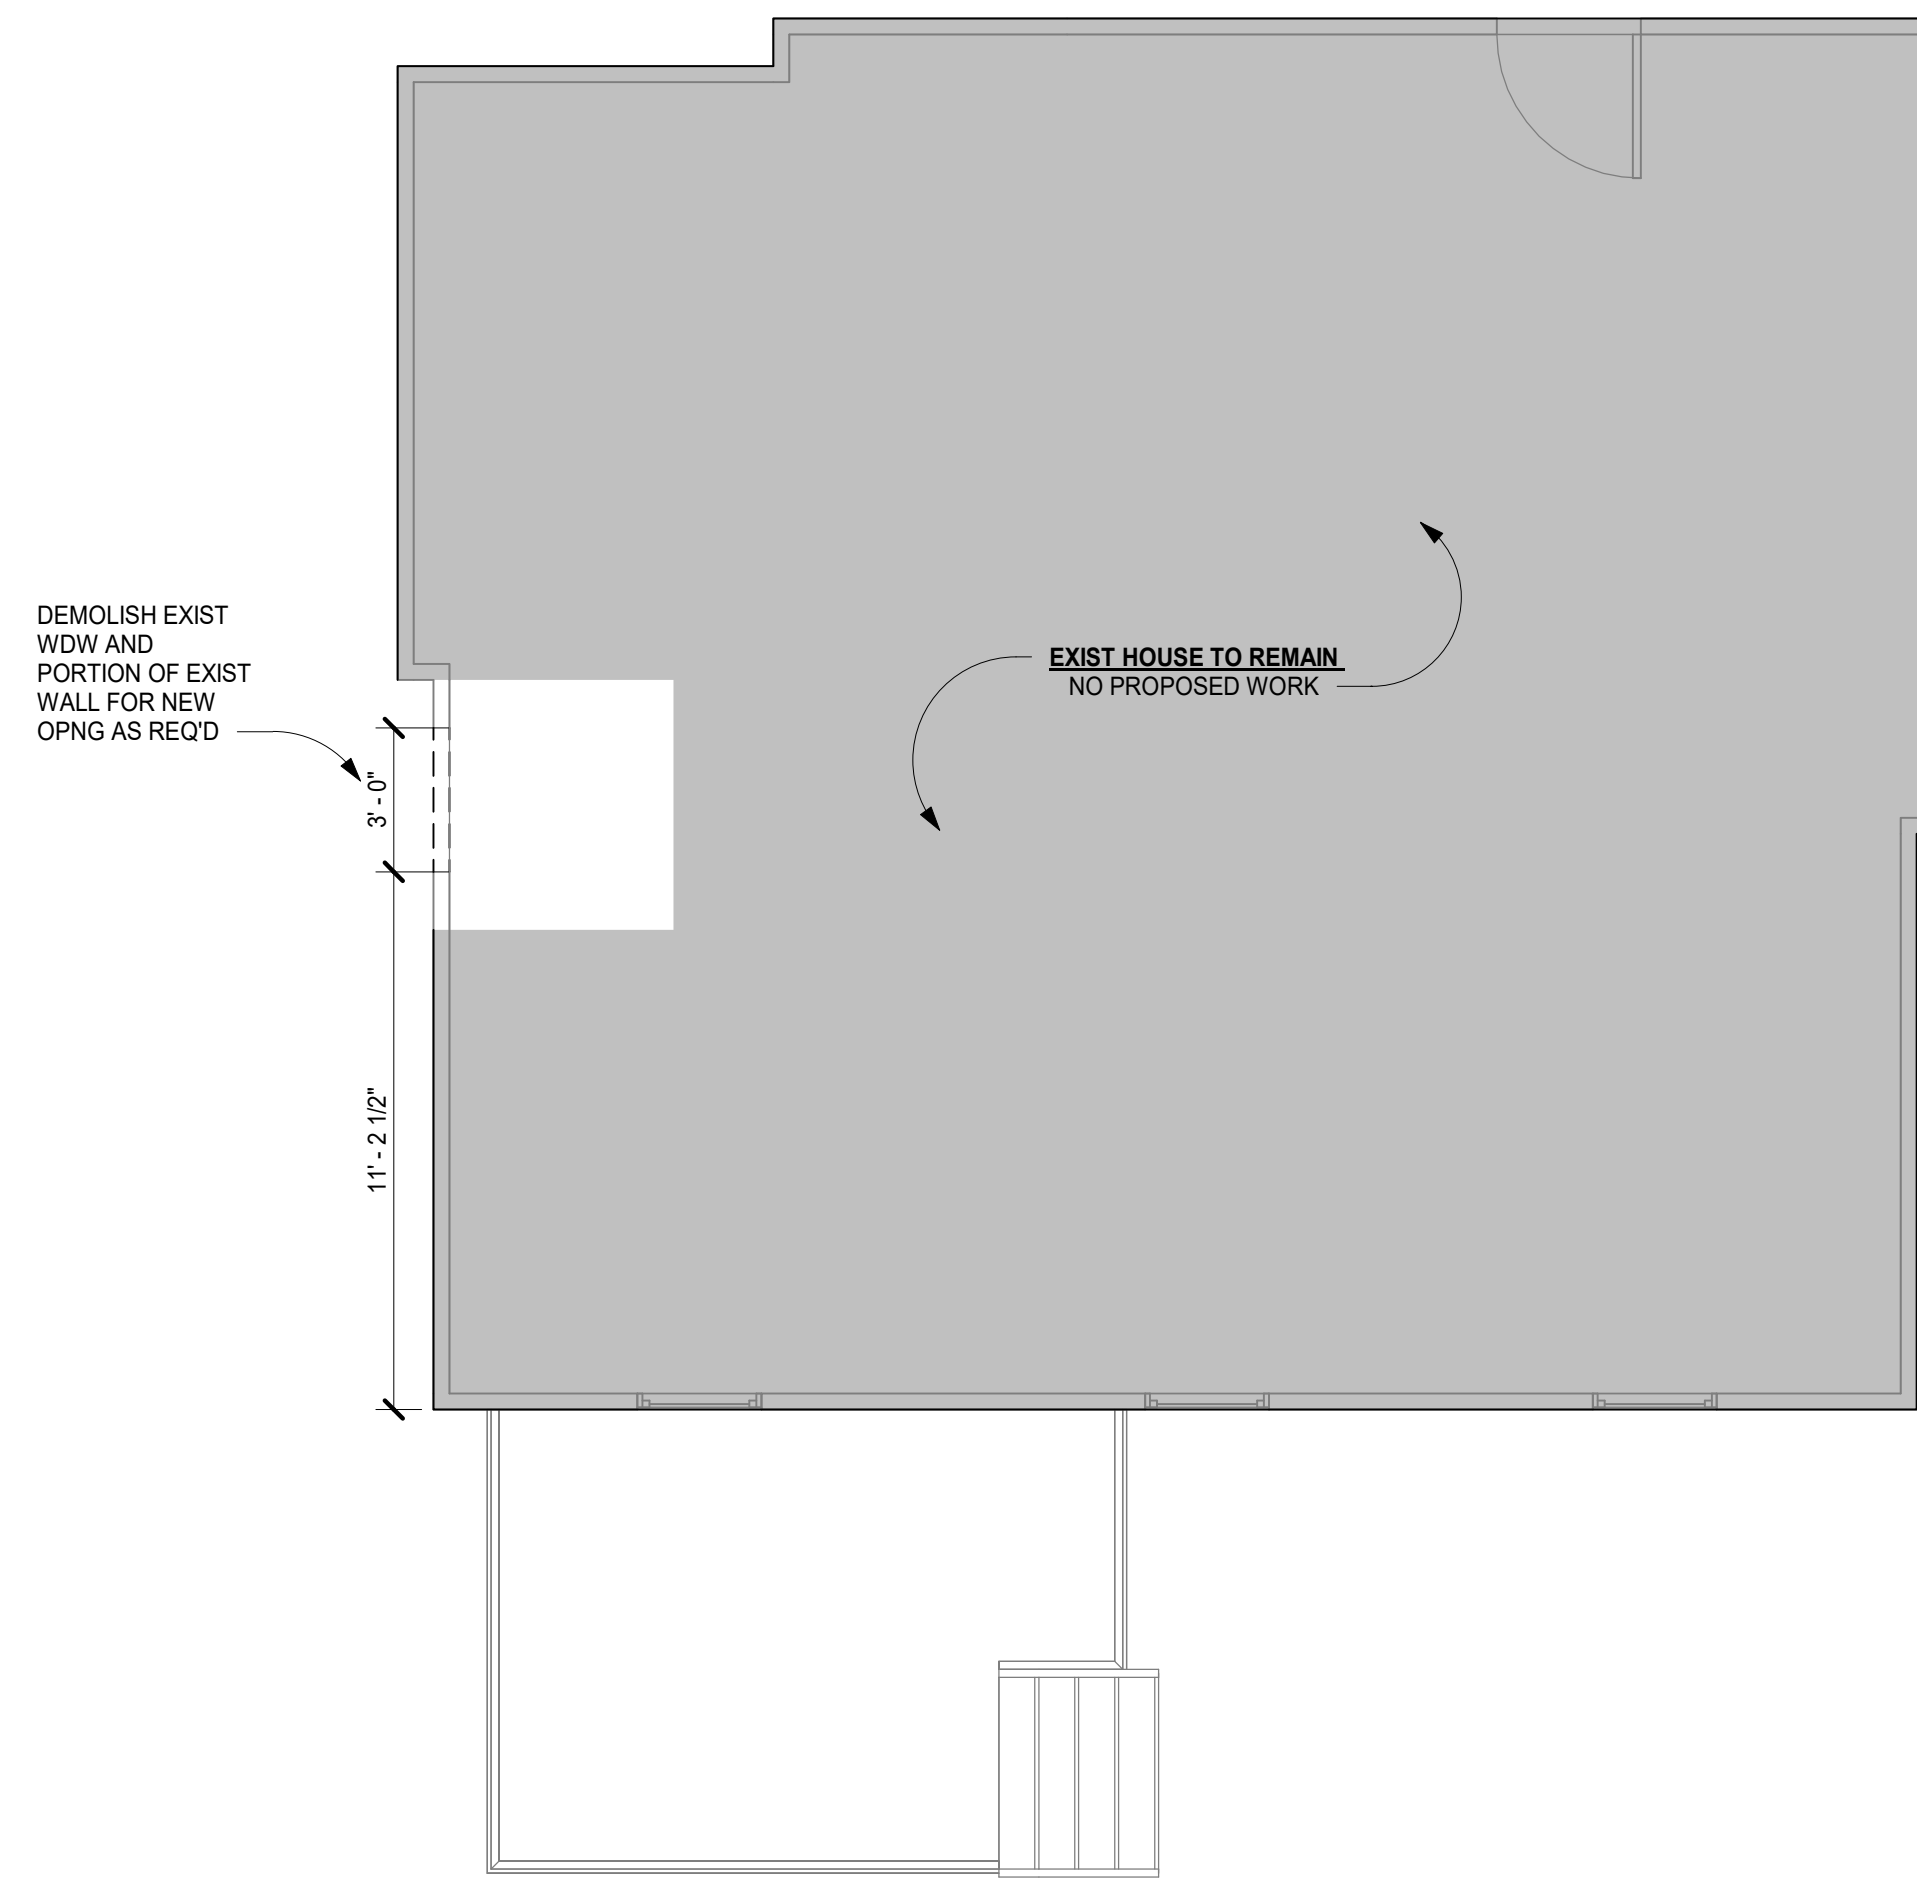 DEMOLISH EXIST
WDW AND
PORTION OF EXIST
WALL FOR NEW
OPNG AS REQ'D
3' - 0"
11' - 2 1/2"
EXIST HOUSE TO REMAIN
NO PROPOSED WORK